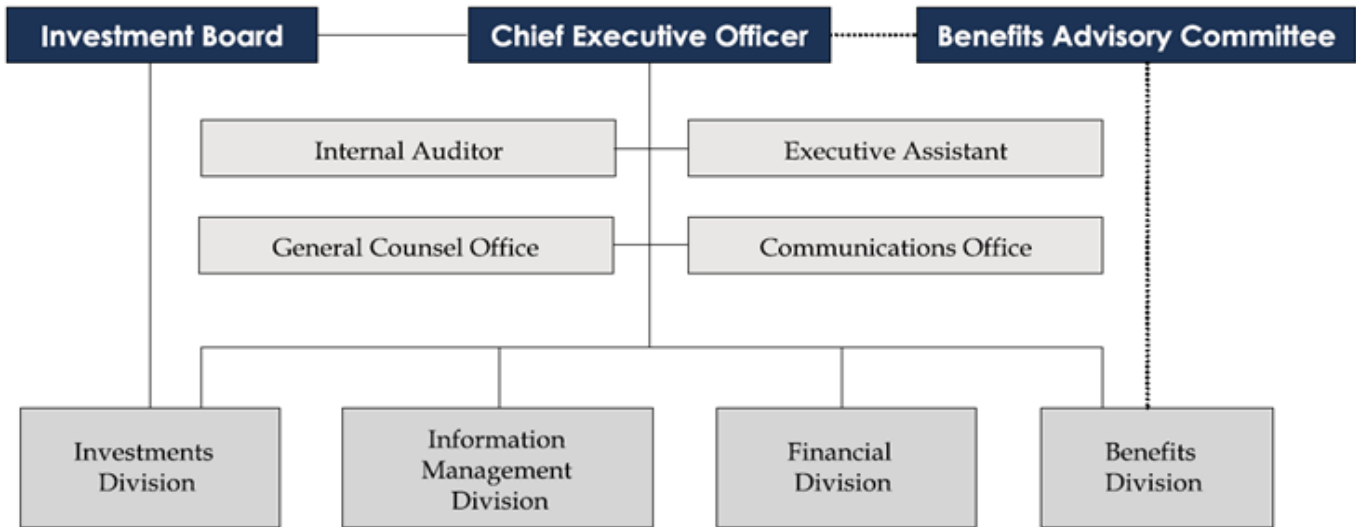 Investment Board
Chief Executive Officer
Benefits Advisory Committee
Internal Auditor
Executive Assistant
General Counsel Office
Communications Office
Investments
Division
Information
Management
Division
Financial
Division
Benefits
Division